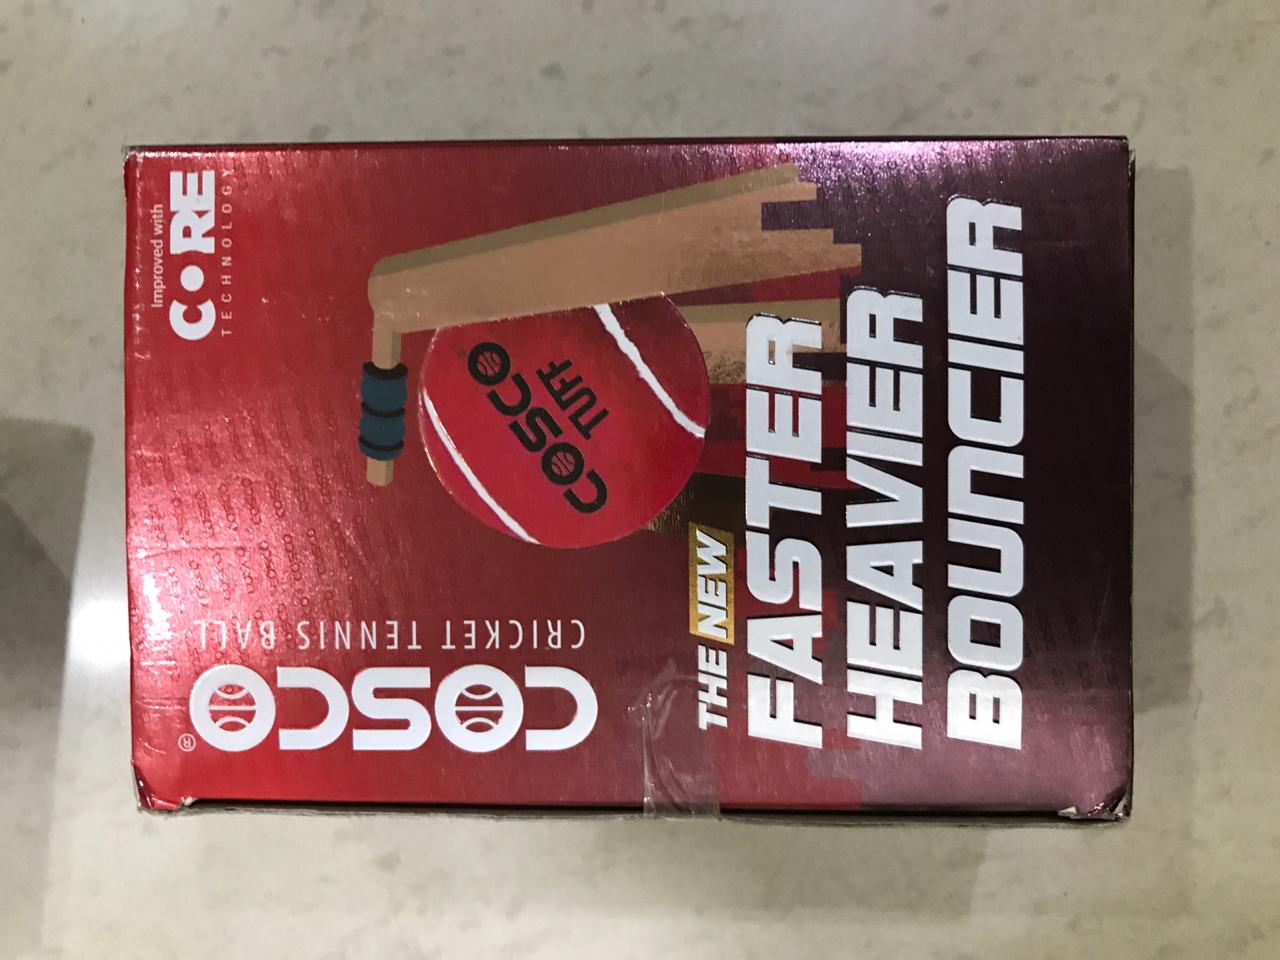 Improved with
CORE
TECHNOLOGY
COSCO
TUFF
THE NEW
FASTER
HEAVIER
BOUNCIER
COSCO®
CRICKET TENNIS BALL